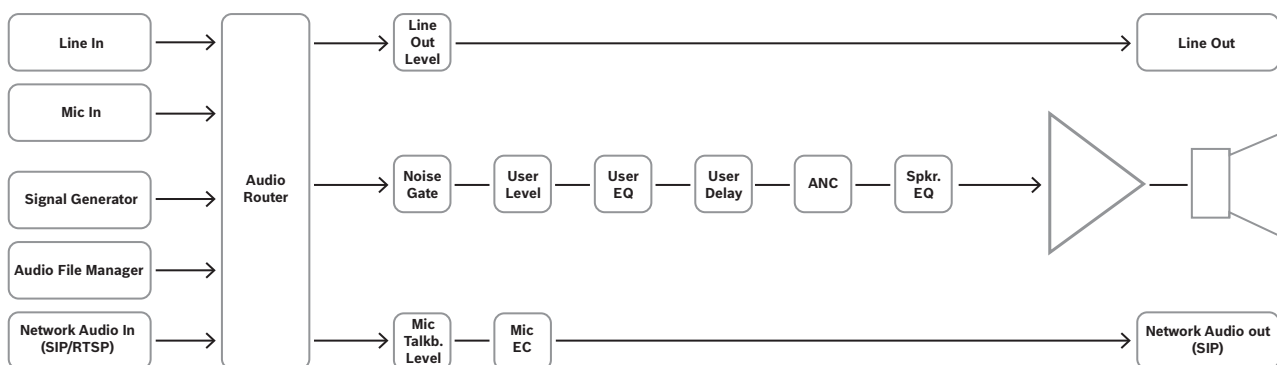 Line In
Mic In
Signal Generator
Audio File Manager
Network Audio In
(SIP/RTSP)
Audio
Router
Line
Out
Level
Line Out
Noise
Gate
User
Level
User
EQ
User
Delay
ANC
Spkr.
EQ
Mic
Talkb.
Level
Mic
EC
Network Audio out
(SIP)